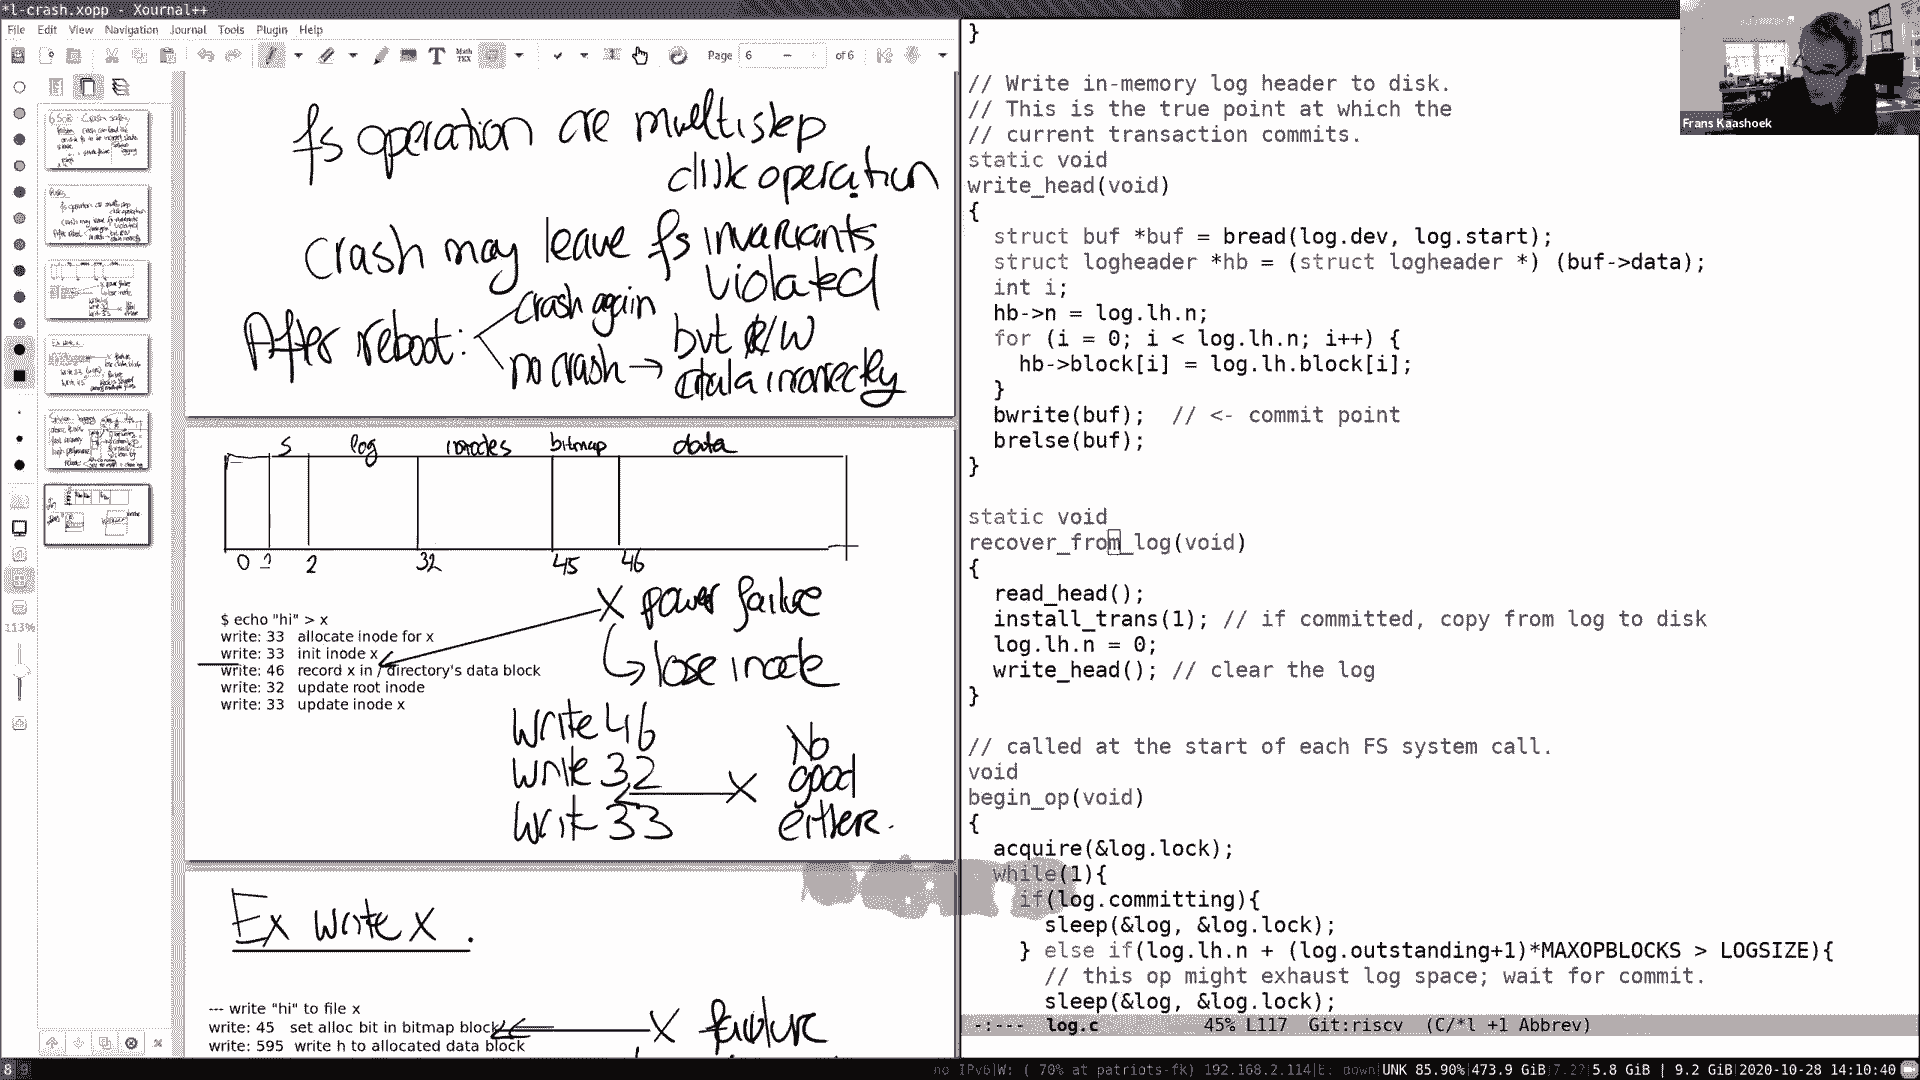 *l-crash.xopp - Xournal++
File Edit View Navigation Journal Tools Plugin Help
Page 6 of 6
113%
fs operation are multistep
disk operation
Crash may leave fs invariants
violated
After reboot:
crash again
no crash → but R/W
data incorrectly
s log inodes bitmap data
0 1 2 32 45 46
$ echo "hi" > x
write: 33 allocate inode for x
write: 33 init inode x
write: 46 record x in / directory's data block
write: 32 update root inode
write: 33 update inode x
X power failure
lose inode
write 46
write 32
writ 33
X
No
good
either.
Ex write x.
--- write "hi" to file x
write: 45 set alloc bit in bitmap block
write: 595 write h to allocated data block
X failure
}
// Write in-memory log header to disk.
// This is the true point at which the
// current transaction commits.
static void
write_head(void)
{
struct buf *buf = bread(log.dev, log.start);
struct logheader *hb = (struct logheader *) (buf->data);
int i;
hb->n = log.lh.n;
for (i = 0; i < log.lh.n; i++) {
hb->block[i] = log.lh.block[i];
}
bwrite(buf); // <- commit point
brelse(buf);
}
static void
recover_from_log(void)
{
read_head();
install_trans(1); // if committed, copy from log to disk
log.lh.n = 0;
write_head(); // clear the log
}
// called at the start of each FS system call.
void
begin_op(void)
{
acquire(&log.lock);
while(1){
if(log.committing){
sleep(&log, &log.lock);
} else if(log.lh.n + (log.outstanding+1)*MAXOPBLOCKS > LOGSIZE){
// this op might exhaust log space; wait for commit.
sleep(&log, &log.lock);
-:--- log.c 45% L117 Git:riscv (C/*l +1 Abbrev)
Frans Kaashoek
8 9
no IPv6|W: ( 70% at patriots-fk) 192.168.2.114|E: down|UNK 85.90%|473.9 GiB| 5.8 GiB | 9.2 GiB|2020-10-28 14:10:40